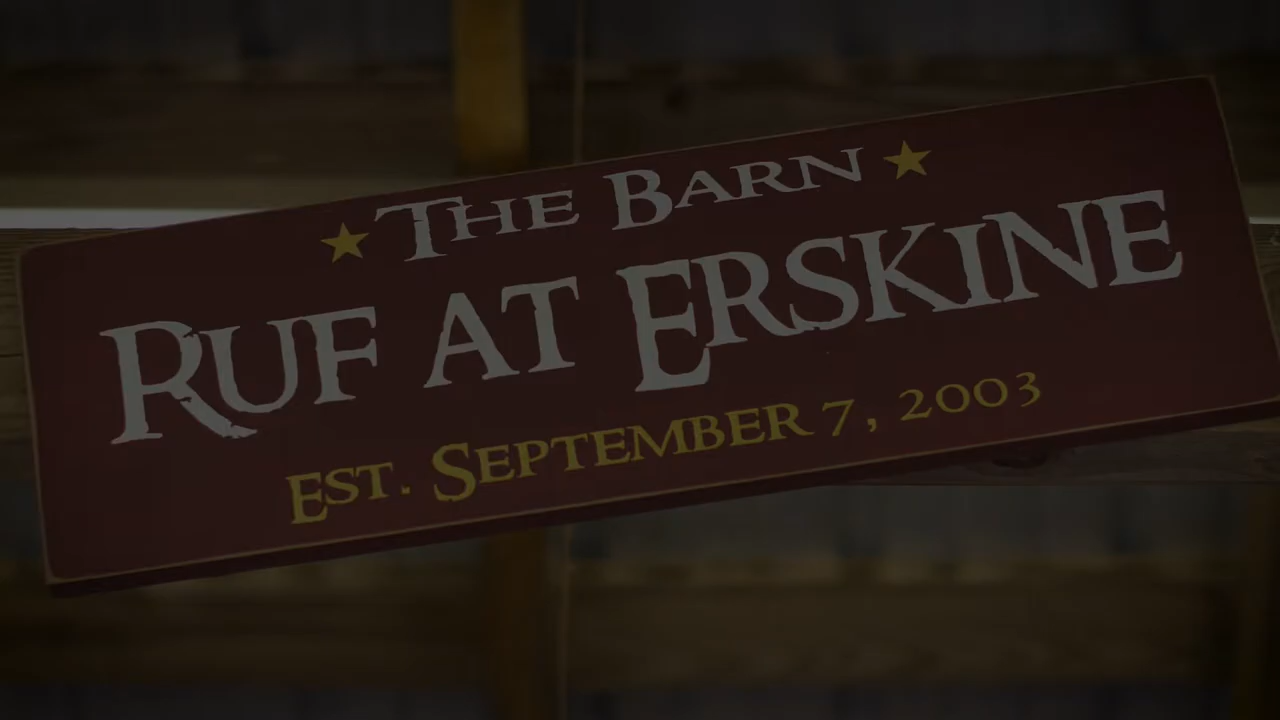 THE BARN
RUF AT ERSKINE
EST. SEPTEMBER 7, 2003